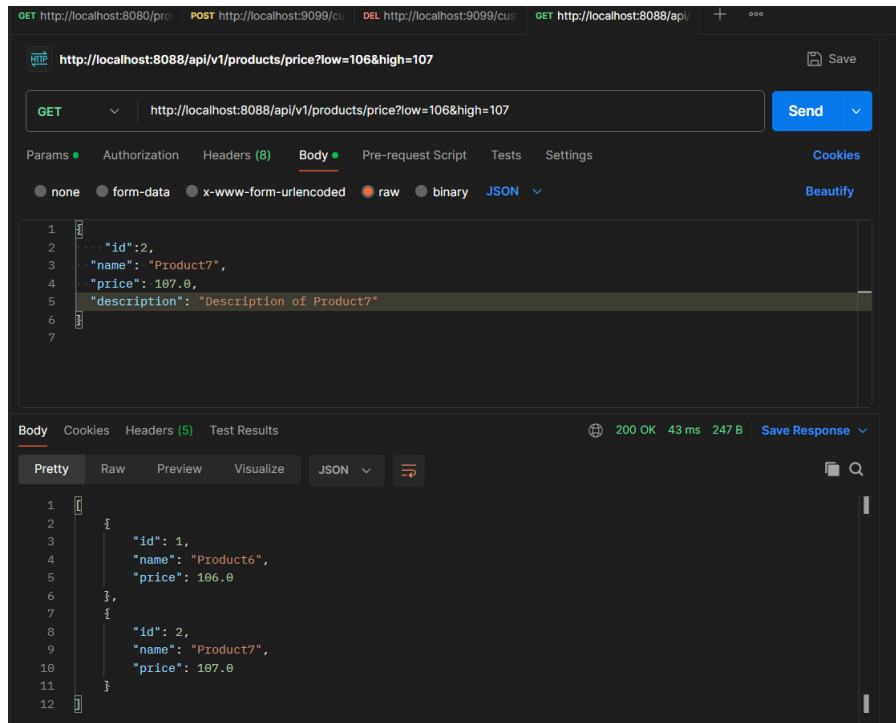 GET http://localhost:8080/pro POST http://localhost:9099/cu DEL http://localhost:9099/cus GET http://localhost:8088/api/ + ooo
HTTP http://localhost:8088/api/v1/products/price?low=106&high=107 Save
GET http://localhost:8088/api/v1/products/price?low=106&high=107 Send
Params Authorization Headers (8) Body Pre-request Script Tests Settings Cookies
none form-data x-www-form-urlencoded raw binary JSON Beautify
1 {
2 ····"id":2,
3 ··"name":·"Product7",
4 ··"price":·107.0,
5 "description": "Description of Product7"
6 }
7
Body Cookies Headers (5) Test Results 200 OK 43 ms 247 B Save Response
Pretty Raw Preview Visualize JSON
1 [
2 {
3 "id": 1,
4 "name": "Product6",
5 "price": 106.0
6 },
7 {
8 "id": 2,
9 "name": "Product7",
10 "price": 107.0
11 }
12 ]